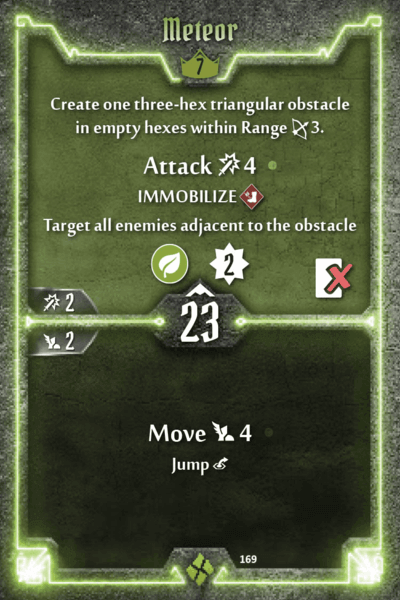 Meteor
7
Create one three-hex triangular obstacle
in empty hexes within Range 3.
Attack 4
IMMOBILIZE
Target all enemies adjacent to the obstacle
2
2
23
2
Move 4
Jump
169